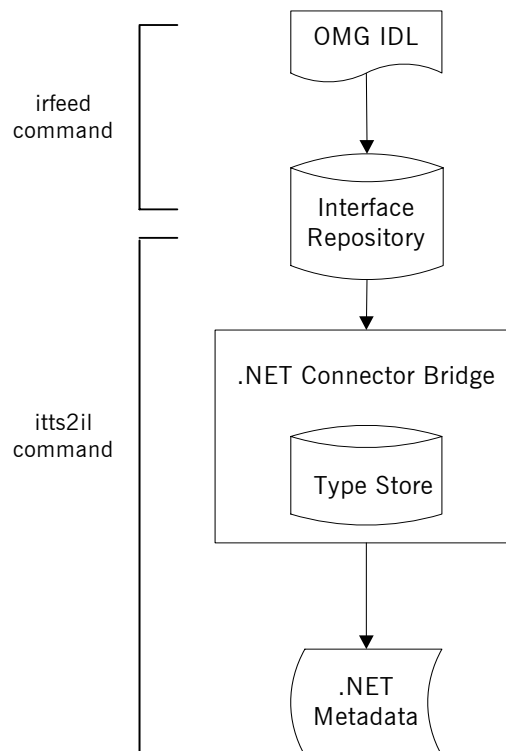 OMG IDL
irfeed
command
Interface
Repository
.NET Connector Bridge
itts2il
command
Type Store
.NET
Metadata